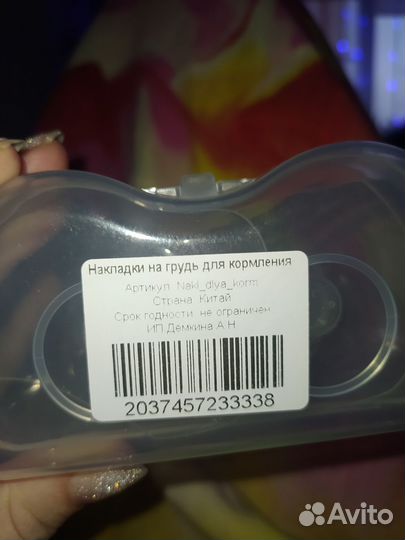 Накладки на грудь для кормления
Артикул: Naki_dlya_korm
Страна: Китай
Срок годности: не ограничен
ИП Демкина А.Н
2037457233338
Avito